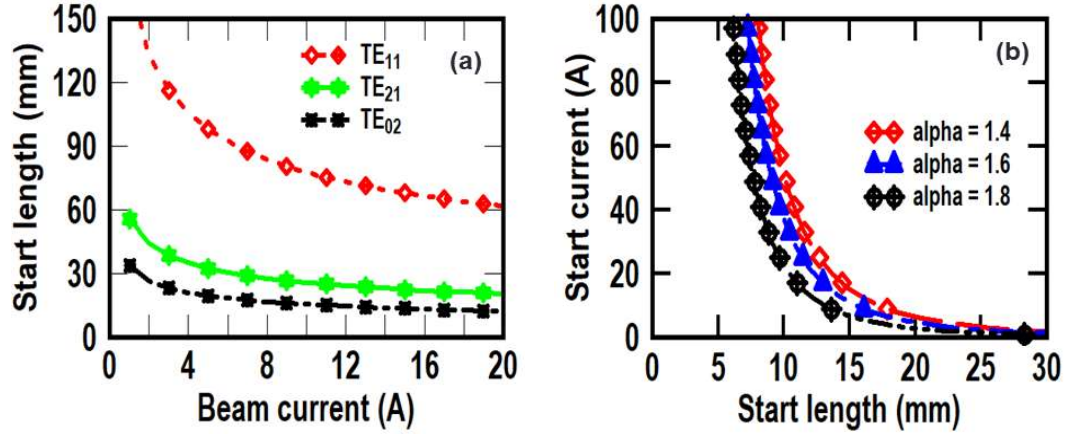 150
120
90
60
30
0
Start length (mm)
0 4 8 12 16 20
Beam current (A)
TE11
TE21
TE02
(a)
100
80
60
40
20
0
Start current (A)
0 5 10 15 20 25 30
Start length (mm)
(b)
alpha = 1.4
alpha = 1.6
alpha = 1.8